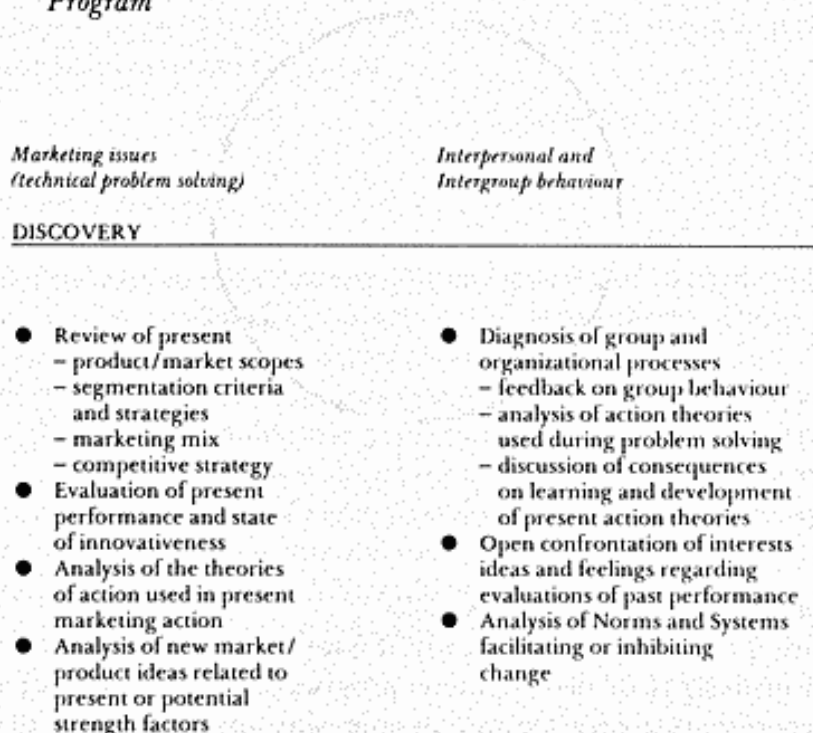 Program
Marketing issues
(technical problem solving)
Interpersonal and
Intergroup behaviour
DISCOVERY
● Review of present
– product/market scopes
– segmentation criteria
and strategies
– marketing mix
– competitive strategy
● Evaluation of present
performance and state
of innovativeness
● Analysis of the theories
of action used in present
marketing action
● Analysis of new market/
product ideas related to
present or potential
strength factors
● Diagnosis of group and
organizational processes
– feedback on group behaviour
– analysis of action theories
used during problem solving
– discussion of consequences
on learning and development
of present action theories
● Open confrontation of interests
ideas and feelings regarding
evaluations of past performance
● Analysis of Norms and Systems
facilitating or inhibiting
change